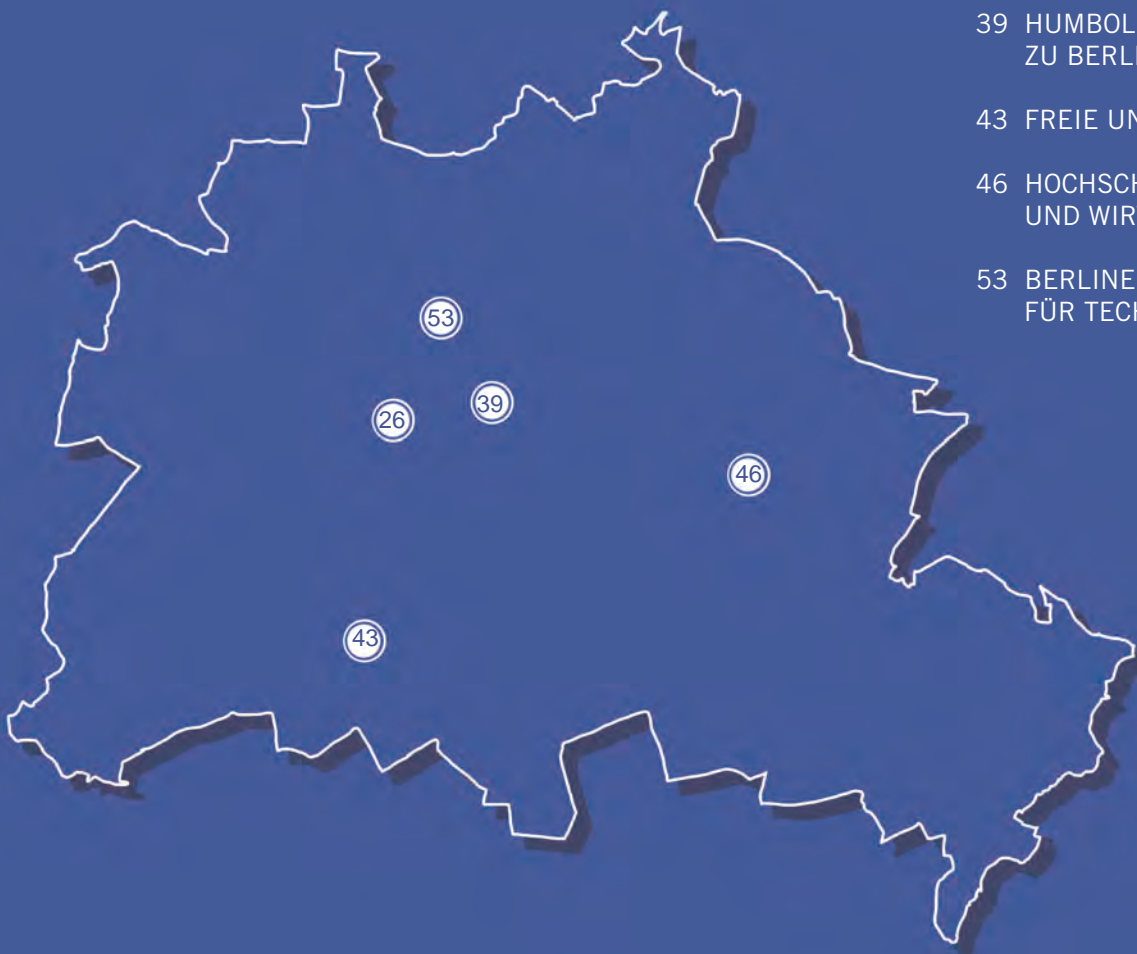 39 HUMBOL
ZU BERLI
43 FREIE UN
46 HOCHSCH
UND WIR
53 BERLINE
FÜR TECH
53
39
26
46
43